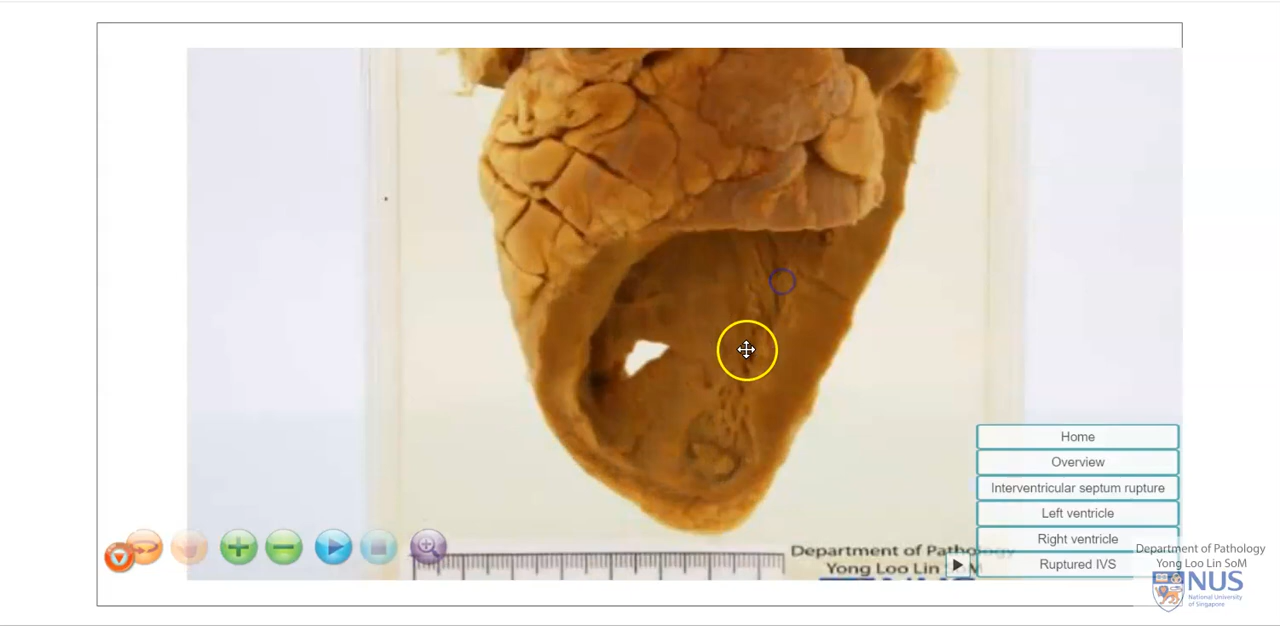 Home
Overview
Interventricular septum rupture
Left ventricle
Right ventricle
Ruptured IVS
Department of Pathology
Yong Loo Lin M
Department of Pathology
Yong Loo Lin SoM
NUS
National University
of Singapore